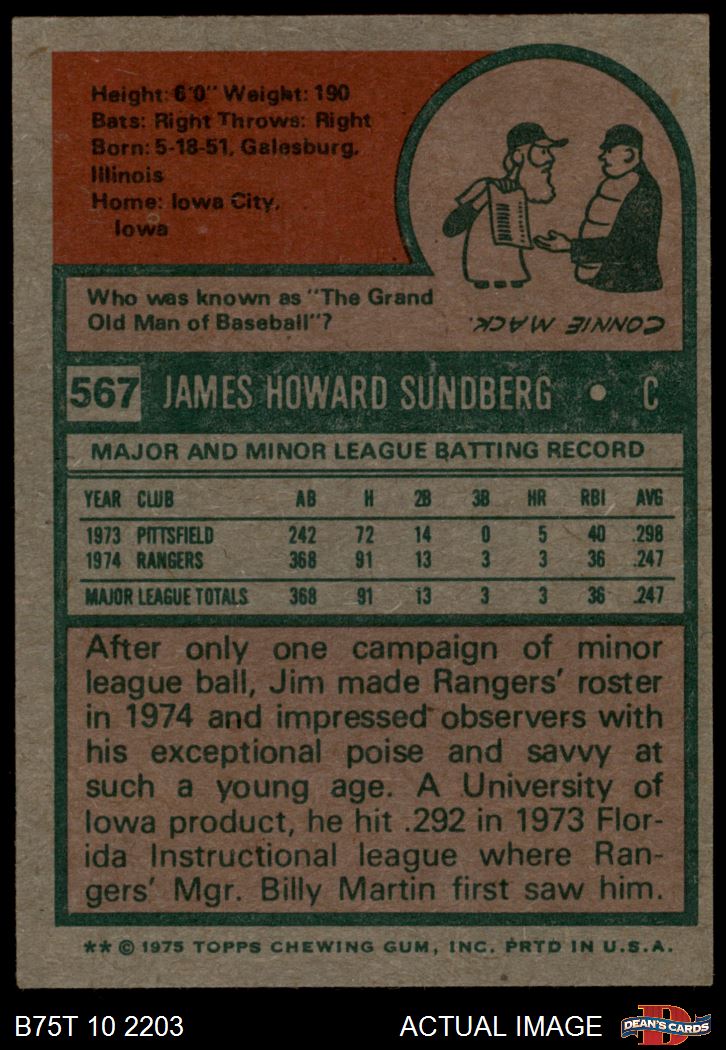 Height: 6'0" Weight: 190
Bats: Right Throws: Right
Born: 5-18-51, Galesburg,
Illinois
Home: Iowa City,
Iowa
Who was known as "The Grand
Old Man of Baseball"?
CONNIE MACK.
567 JAMES HOWARD SUNDBERG • C
MAJOR AND MINOR LEAGUE BATTING RECORD
YEAR CLUB AB H 2B 3B HR RBI AVG
1973 PITTSFIELD 242 72 14 0 5 40 .298
1974 RANGERS 368 91 13 3 3 36 .247
MAJOR LEAGUE TOTALS 368 91 13 3 3 36 .247
After only one campaign of minor
league ball, Jim made Rangers' roster
in 1974 and impressed observers with
his exceptional poise and savvy at
such a young age. A University of
Iowa product, he hit .292 in 1973 Flor-
ida Instructional league where Ran-
gers' Mgr. Billy Martin first saw him.
** © 1975 TOPPS CHEWING GUM, INC. PRTD IN U.S.A.
B75T 10 2203 ACTUAL IMAGE DEAN'S CARDS